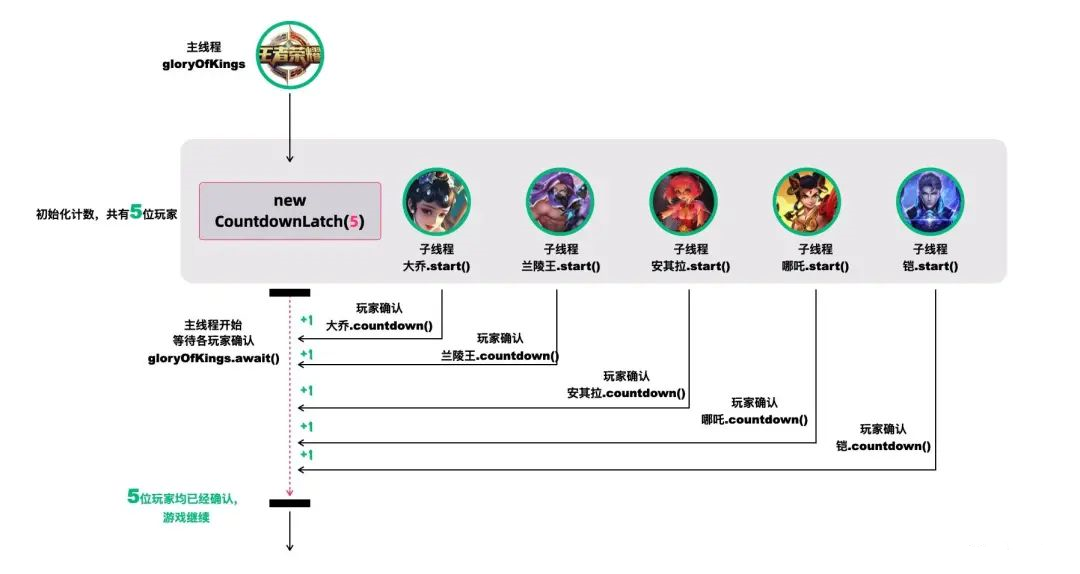 主线程
gloryOfKings
王者荣耀
初始化计数，共有5位玩家
new
CountdownLatch(5)
子线程
大乔.start()
子线程
兰陵王.start()
子线程
安其拉.start()
子线程
哪吒.start()
子线程
铠.start()
主线程开始
等待各玩家确认
gloryOfKings.await()
+1
玩家确认
大乔.countdown()
+1
玩家确认
兰陵王.countdown()
+1
玩家确认
安其拉.countdown()
+1
玩家确认
哪吒.countdown()
+1
玩家确认
铠.countdown()
5位玩家均已经确认，
游戏继续